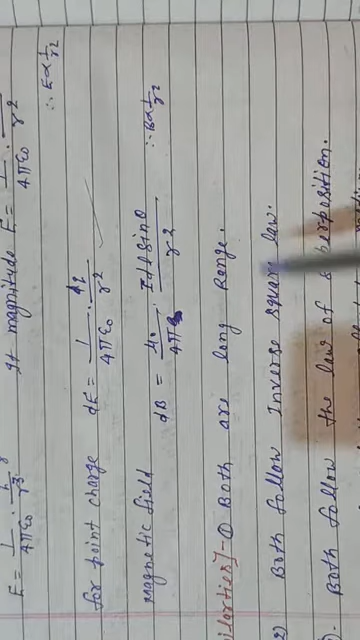 E = 1/4πε₀ · r³ It magnitude E = 1/4πε₀ · r²
∴ E ∝ 1/r²
for point charge dE = 1/4πε₀ · dq/r²
magnetic field dB = μ₀/4π · Idl sinθ/r² ∴ B ∝ 1/r²
① Both are long Range.
2) Both follow Inverse square law.
Both follow the law of